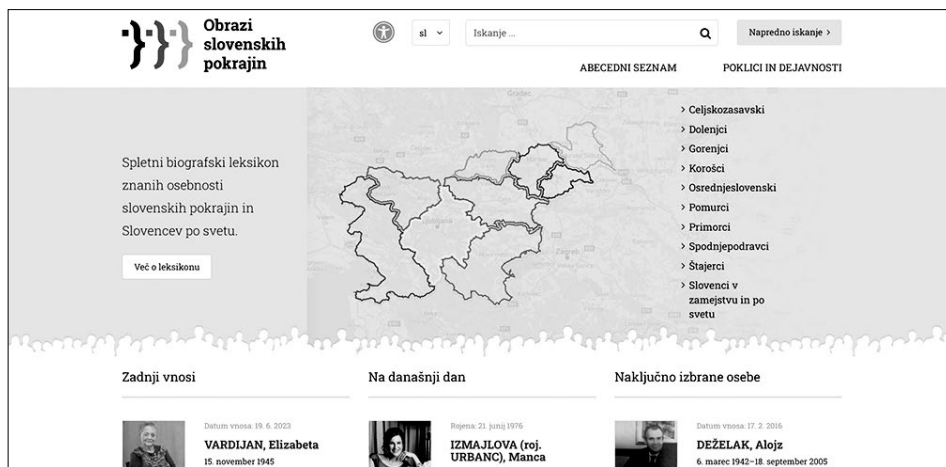 Obrazi
slovenskih
pokrajin
sl
Iskanje ...
Napredno iskanje >
ABECEDNI SEZNAM
POKLICI IN DEJAVNOSTI
Spletni biografski leksikon
znanih osebnosti
slovenskih pokrajin in
Slovencev po svetu.
Več o leksikonu
Gradec
Zagreb
> Celjskozasavski
> Dolenjci
> Gorenjci
> Korošci
> Osrednjeslovenski
> Pomurci
> Primorci
> Spodnjepodravci
> Štajerci
> Slovenci v
zamejstvu in po
svetu
Zadnji vnosi
Datum vnosa: 19. 6. 2023
VARDIJAN, Elizabeta
15. november 1945
Na današnji dan
Rojena: 21. junij 1976
IZMAJLOVA (roj.
URBANC), Manca
Naključno izbrane osebe
Datum vnosa: 17. 2. 2016
DEŽELAK, Alojz
6. marec 1942–18. september 2005